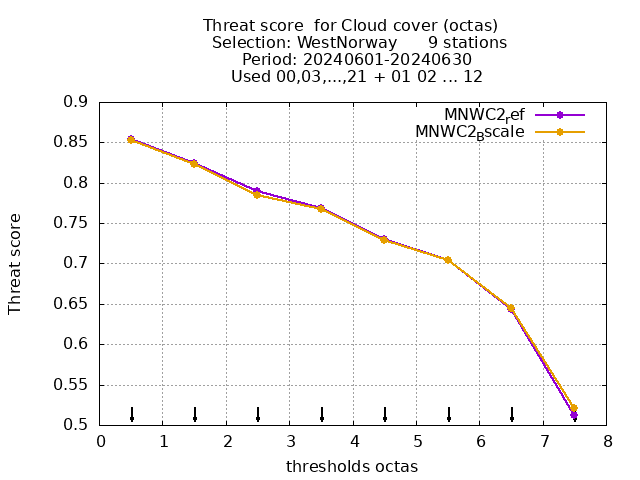 Threat score  for Cloud cover (octas)
Selection: WestNorway      9 stations
Period: 20240601-20240630
Used 00,03,...,21 + 01 02 ... 12
MNWC2ref
MNWC2Bscale
0.9
0.85
0.8
0.75
0.7
0.65
0.6
0.55
0.5
Threat score
0 1 2 3 4 5 6 7 8
thresholds octas